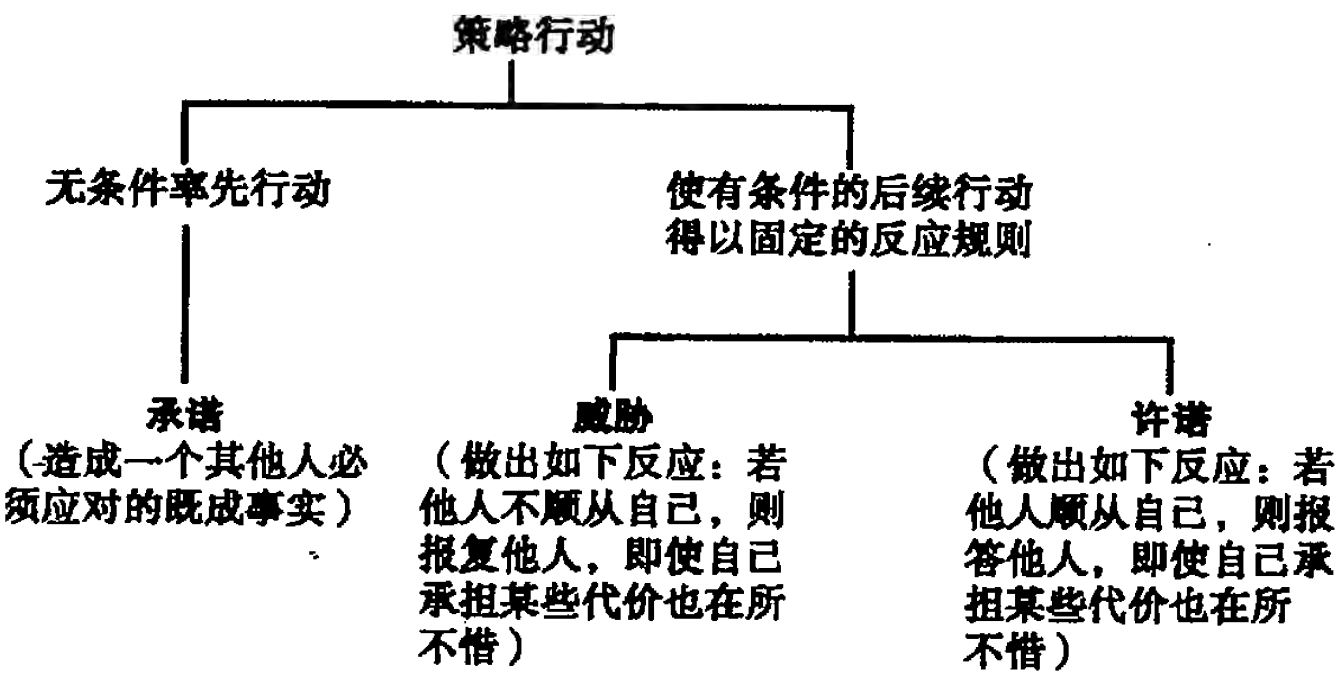 策略行动
无条件率先行动
使有条件的后续行动
得以固定的反应规则
承诺
（造成一个其他人必
须应对的既成事实）
威胁
（做出如下反应：若
他人不顺从自己，则
报复他人，即使自己
承担某些代价也在所
不惜）
许诺
（做出如下反应：若
他人顺从自己，则报
答他人，即使自己承
担某些代价也在所
不惜）